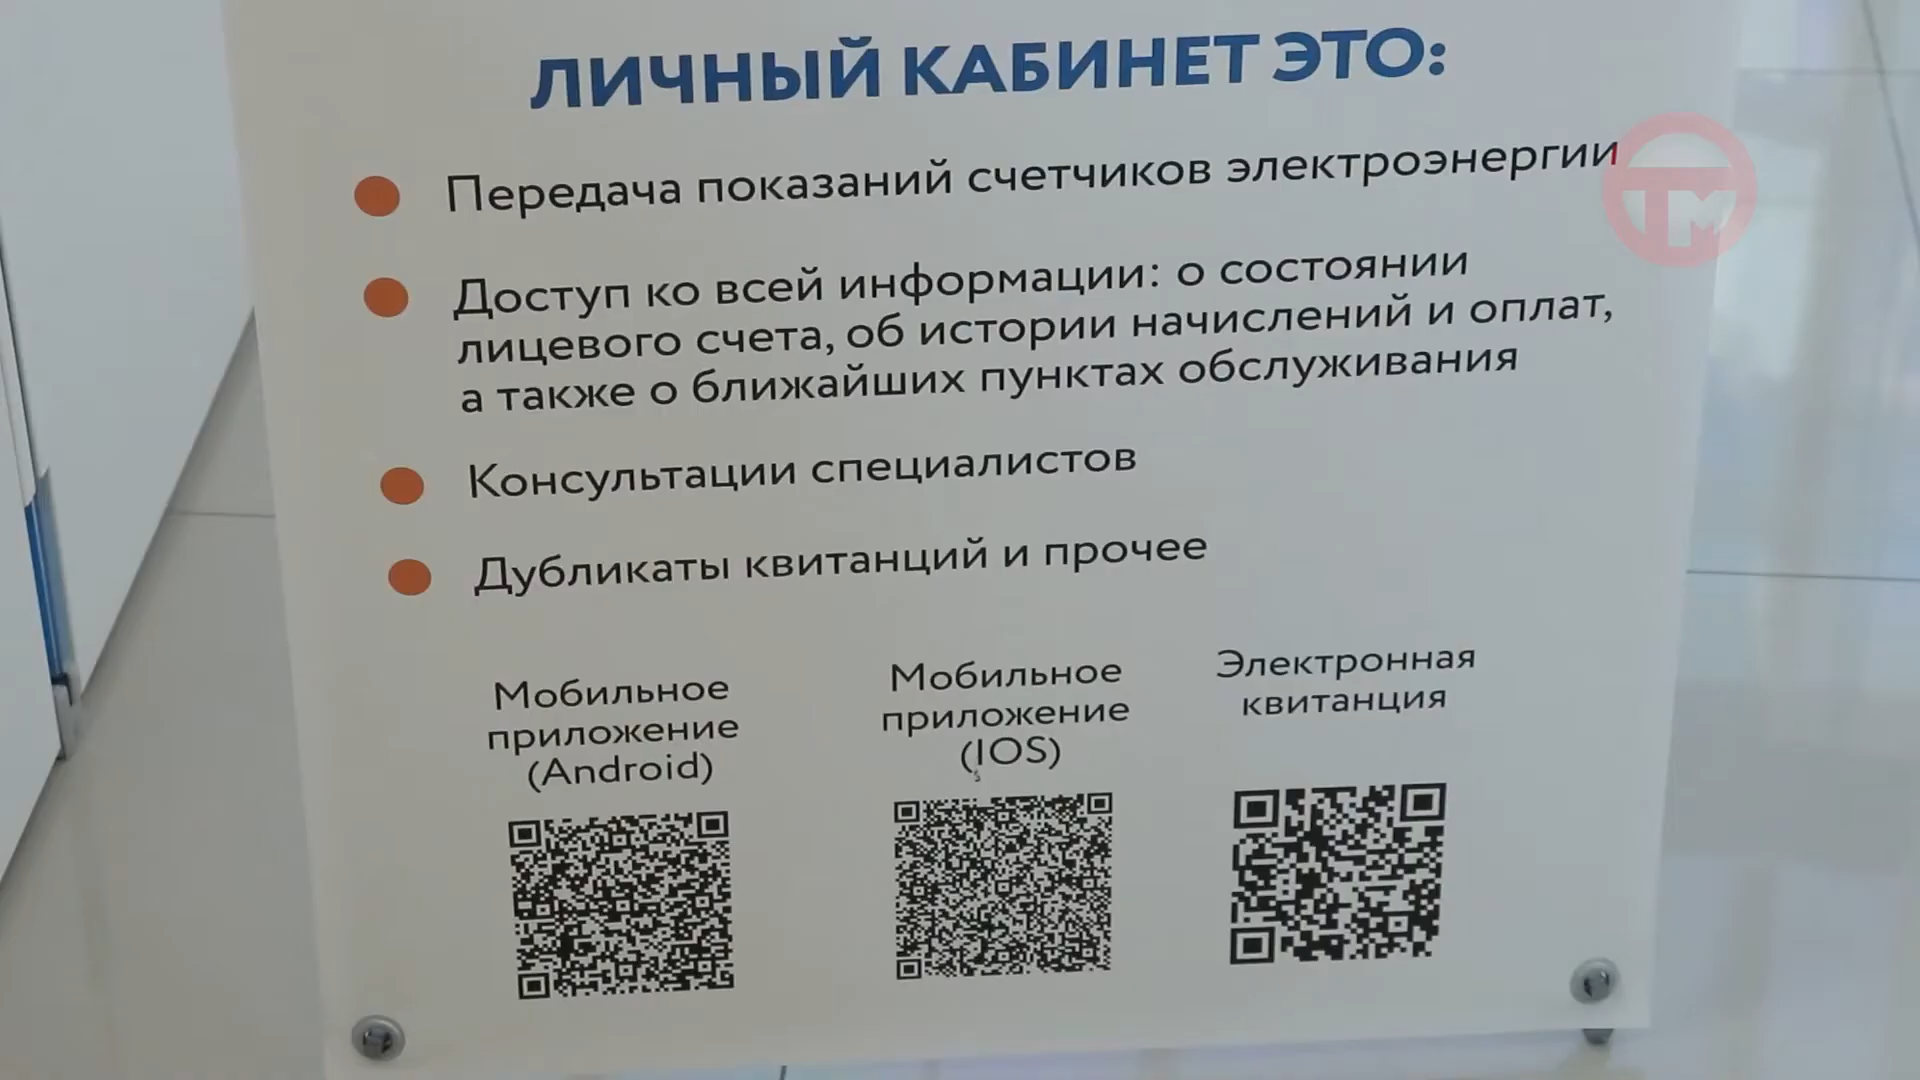 ЛИЧНЫЙ КАБИНЕТ ЭТО:
Передача показаний счетчиков электроэнергии
Доступ ко всей информации: о состоянии
лицевого счета, об истории начислений и оплат,
а также о ближайших пунктах обслуживания
Консультации специалистов
Дубликаты квитанций и прочее
Мобильное
приложение
(Android)
Мобильное
приложение
(IOS)
Электронная
квитанция
ТМ